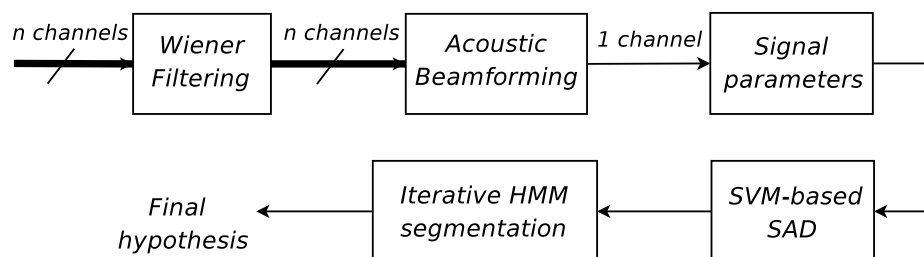 n channels
Wiener
Filtering
n channels
Acoustic
Beamforming
1 channel
Signal
parameters
SVM-based
SAD
Iterative HMM
segmentation
Final
hypothesis